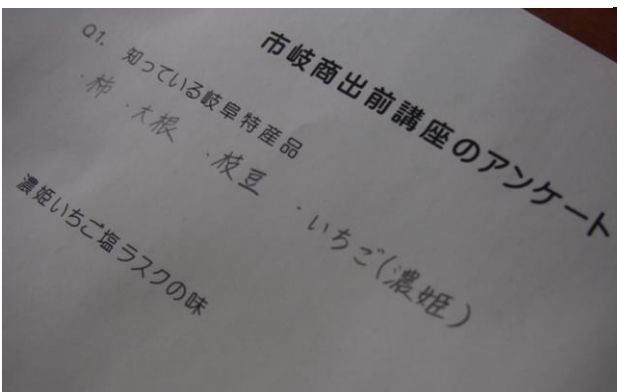 市岐商出前講座のアンケート
Q1. 知っている岐阜特産品
・柿 ・大根 ・枝豆 ・いちご(濃姫)
濃姫いちご塩ラスクの味